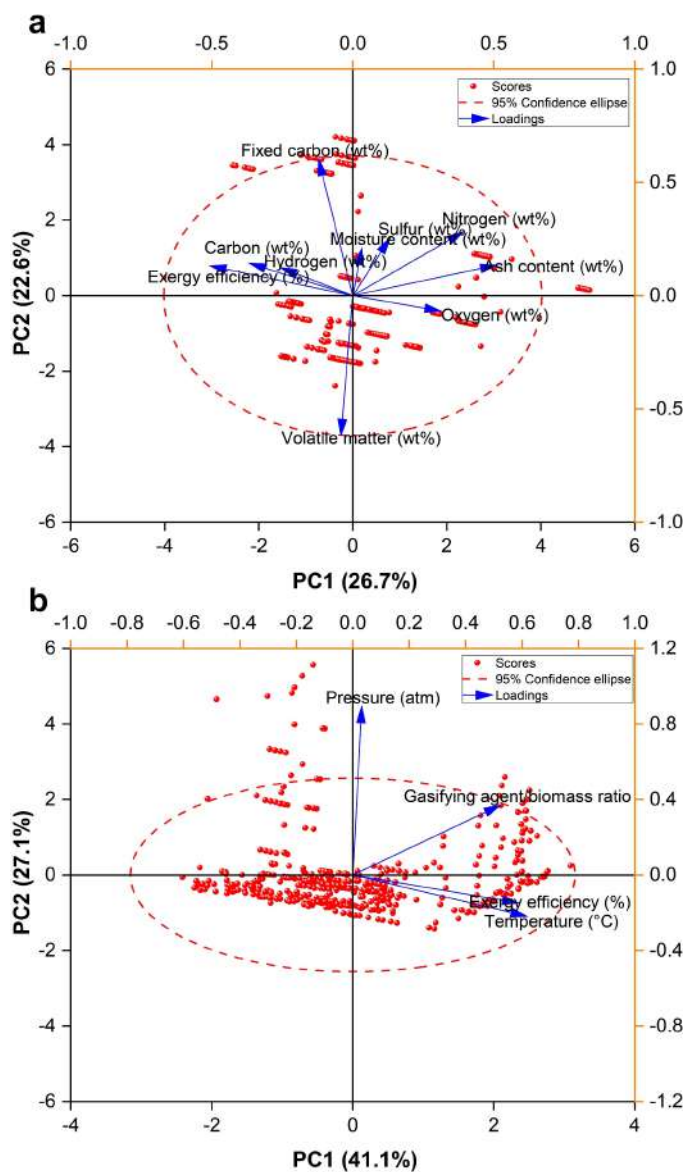 a
-1.0 -0.5 0.0 0.5 1.0
6 1.0
Scores
95% Confidence ellipse
Loadings
4
Fixed carbon (wt%)
0.5
2
Nitrogen (wt%)
Sulfur (wt%)
Moisture content (wt%)
Carbon (wt%)
Hydrogen (wt%)
Ash content (wt%)
Exergy efficiency (%)
0 0.0
Oxygen (wt%)
PC2 (22.6%)
-2
-0.5
Volatile matter (wt%)
-4
-6 -1.0
-6 -4 -2 0 2 4 6
PC1 (26.7%)
b
-1.0 -0.8 -0.6 -0.4 -0.2 0.0 0.2 0.4 0.6 0.8 1.0
6 1.2
Scores
95% Confidence ellipse
Loadings
Pressure (atm)
4 0.8
Gasifying agent/biomass ratio
2 0.4
0 0.0
Exergy efficiency (%)
Temperature (°C)
PC2 (27.1%)
-2 -0.4
-4 -0.8
-6 -1.2
-4 -2 0 2 4
PC1 (41.1%)